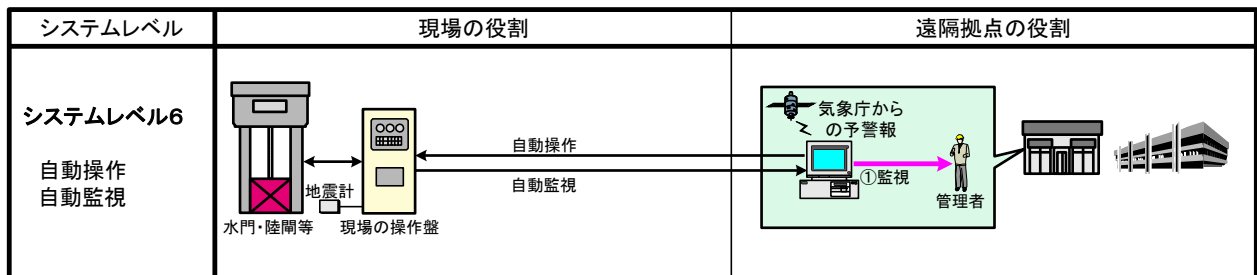 システムレベル
現場の役割
遠隔拠点の役割
システムレベル6
自動操作
自動監視
地震計
水門・陸閘等
現場の操作盤
自動操作
自動監視
気象庁から
の予警報
①監視
管理者